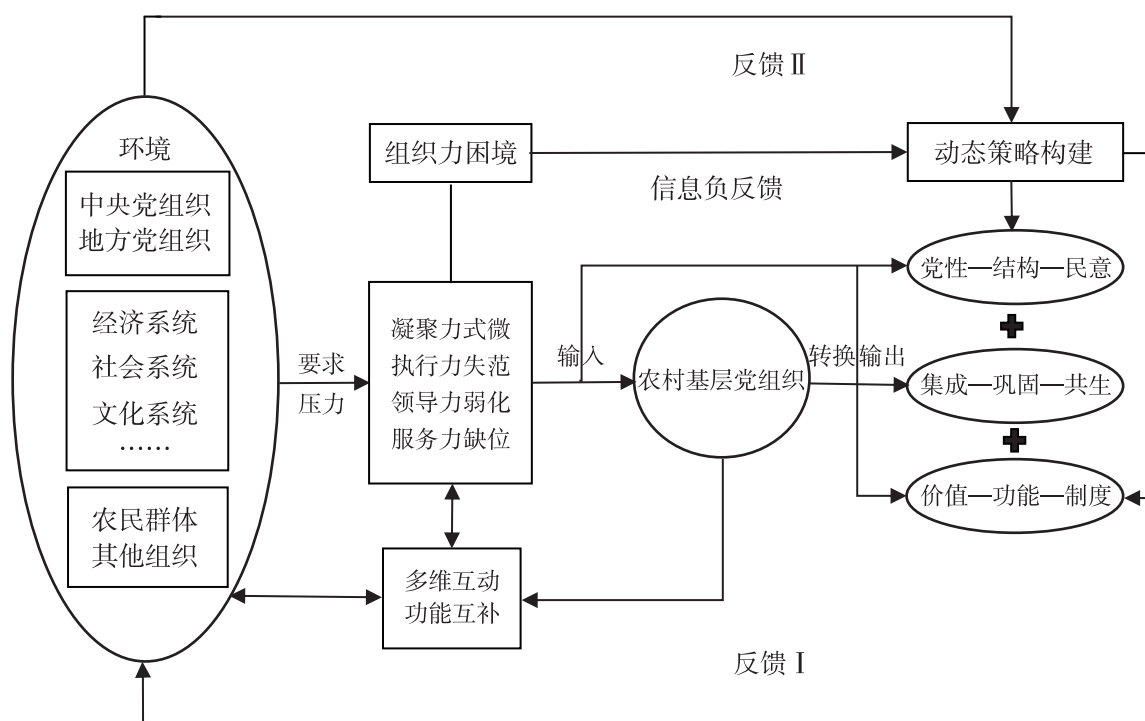 反馈Ⅱ
环境
中央党组织
地方党组织
经济系统
社会系统
文化系统
……
农民群体
其他组织
要求
压力
组织力困境
信息负反馈
动态策略构建
凝聚力式微
执行力失范
领导力弱化
服务力缺位
输入
农村基层党组织
转换输出
党性—结构—民意
集成—巩固—共生
价值—功能—制度
多维互动
功能互补
反馈Ⅰ